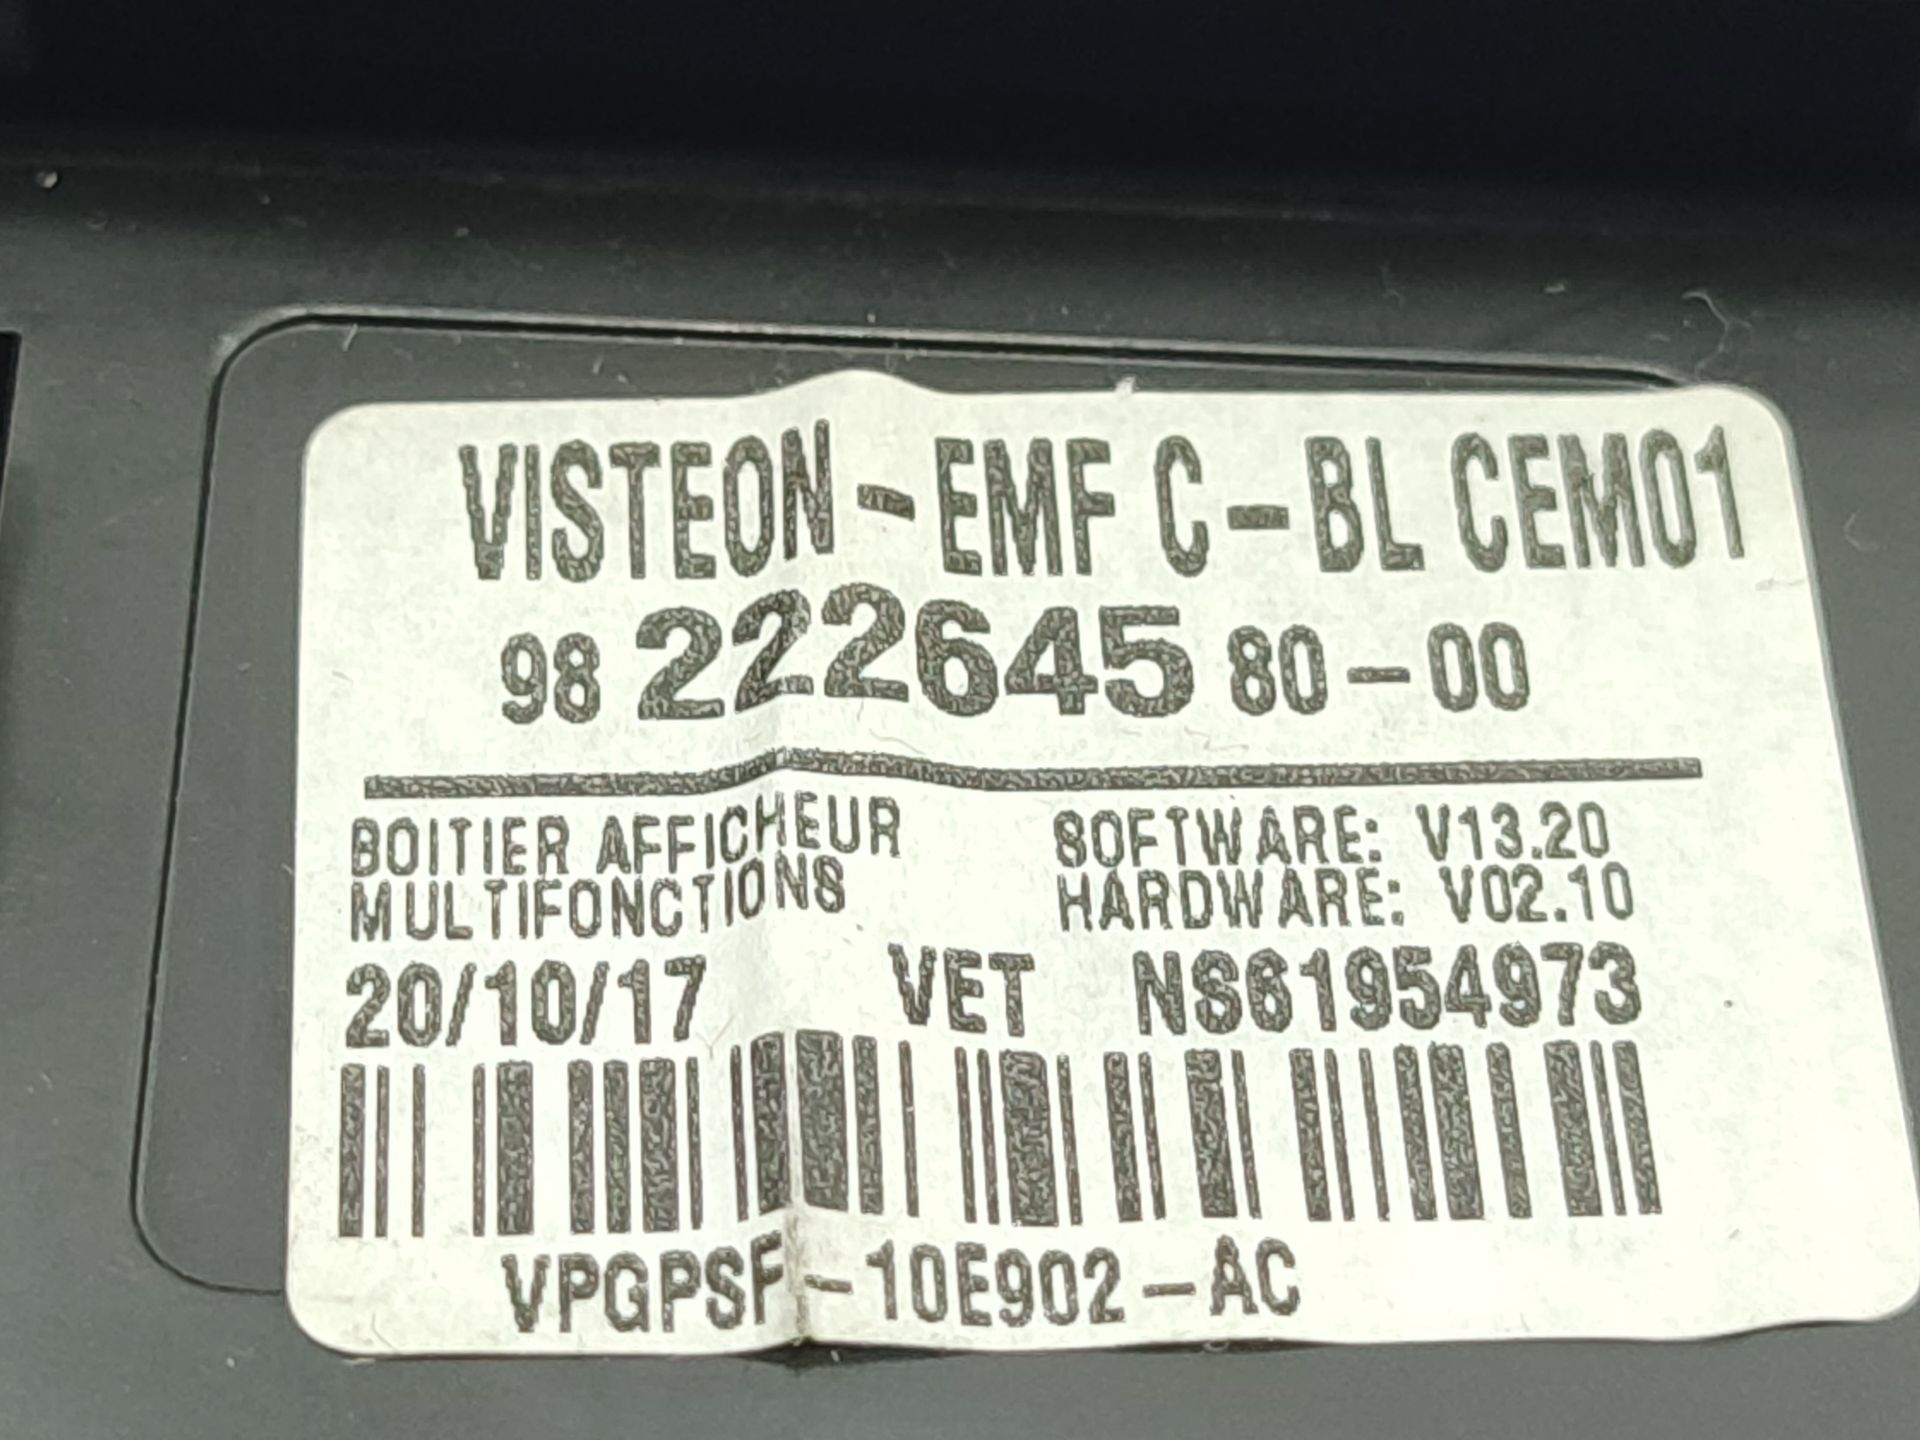 VISTEON-EMF C-BL CEM01
98 222645 80-00
BOITIER AFFICHEUR
MULTIFONCTIONS
SOFTWARE: V13.20
HARDWARE: V02.10
20/10/17 VET NS61954973
VPGPSF-10E902-AC